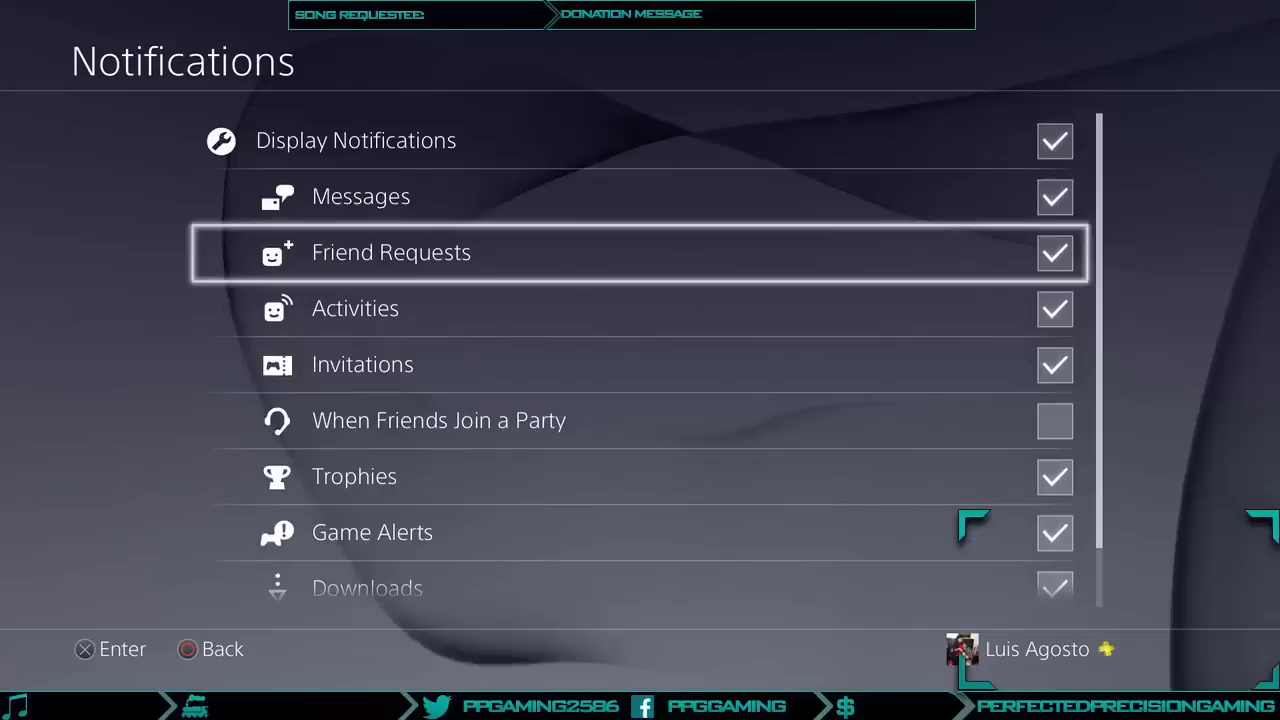 SONG REQUESTEE:
DONATION MESSAGE
Notifications
Display Notifications
Messages
Friend Requests
Activities
Invitations
When Friends Join a Party
Trophies
Game Alerts
Downloads
Enter Back
Luis Agosto
PPGAMING2586 PPGGAMING $ PERFECTEDPRECISIONGAMING